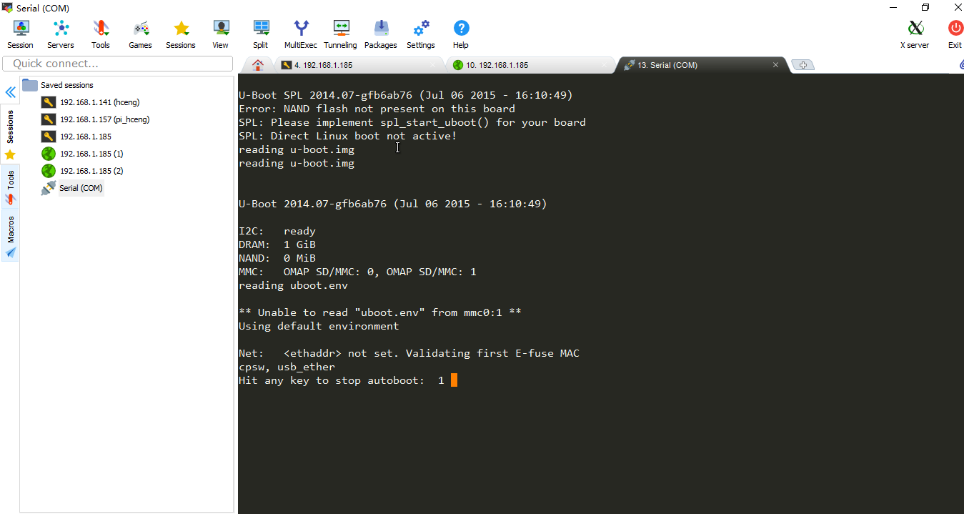 Serial (COM)
Session Servers Tools Games Sessions View Split MultiExec Tunneling Packages Settings Help X server Exit
Quick connect...
4. 192.168.1.185
10. 192.168.1.185
13. Serial (COM)
Sessions
Tools
Macros
Saved sessions
192.168.1.141 (hceng)
192.168.1.157 (pi_hceng)
192.168.1.185
192.168.1.185 (1)
192.168.1.185 (2)
Serial (COM)
U-Boot SPL 2014.07-gfb6ab76 (Jul 06 2015 - 16:10:49)
Error: NAND flash not present on this board
SPL: Please implement spl_start_uboot() for your board
SPL: Direct Linux boot not active!
reading u-boot.img
reading u-boot.img
U-Boot 2014.07-gfb6ab76 (Jul 06 2015 - 16:10:49)
I2C: ready
DRAM: 1 GiB
NAND: 0 MiB
MMC: OMAP SD/MMC: 0, OMAP SD/MMC: 1
reading uboot.env
** Unable to read "uboot.env" from mmc0:1 **
Using default environment
Net: <ethaddr> not set. Validating first E-fuse MAC
cpsw, usb_ether
Hit any key to stop autoboot: 1